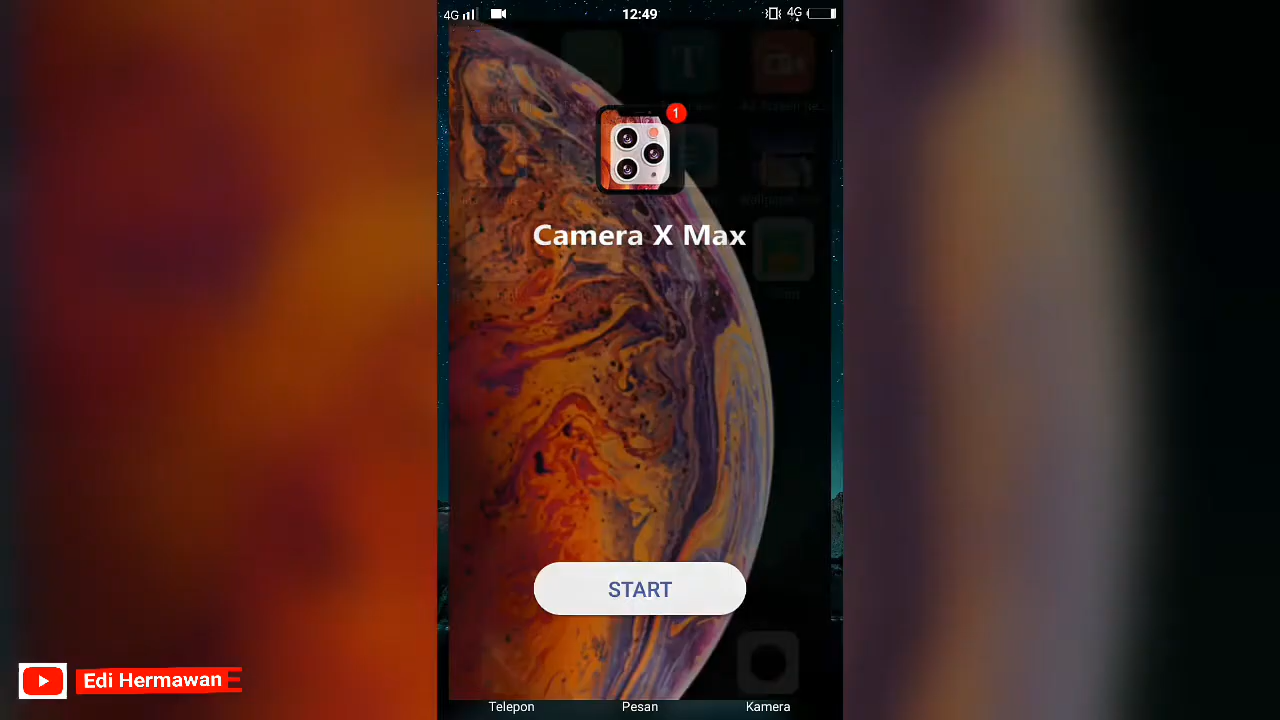 4G 12:49 4G
T
1
Camera X Max
START
Edi Hermawan
Telepon Pesan Kamera